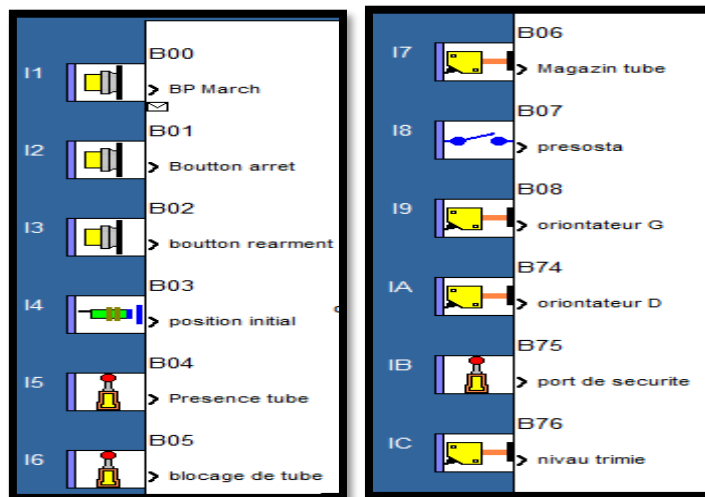 B00
I1
BP March
B01
I2
Boutton arret
B02
I3
boutton rearment
B03
I4
position initial
B04
I5
Presence tube
B05
I6
blocage de tube
B06
I7
Magazin tube
B07
I8
presosta
B08
I9
oriontateur G
B74
IA
oriontateur D
B75
IB
port de securite
B76
IC
nivau trimie